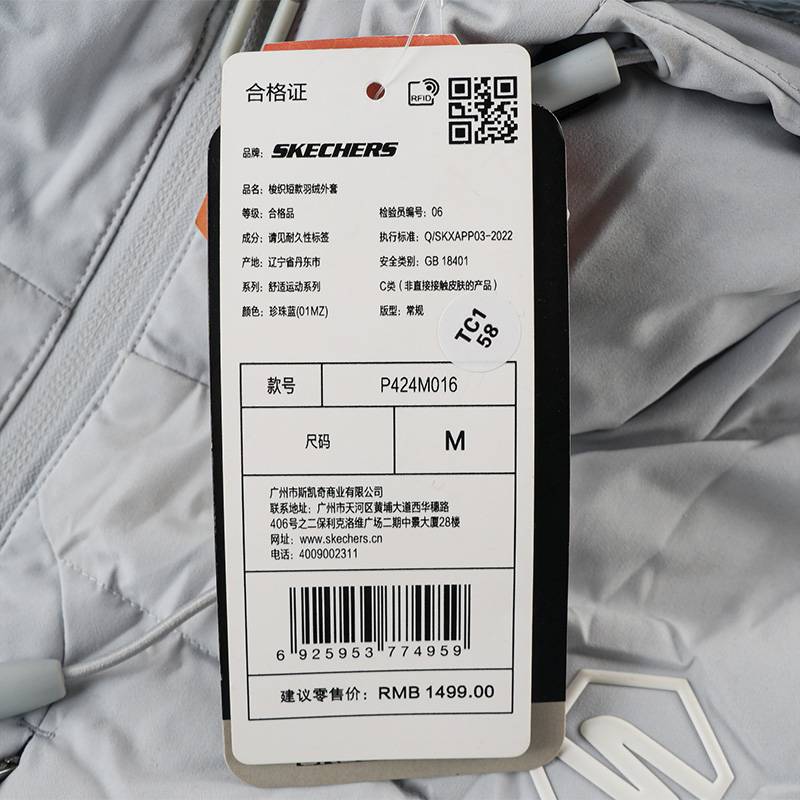 合格证
RFID
品牌: SKECHERS
品名: 梭织短款羽绒外套
等级: 合格品 检验员编号: 06
成分: 请见耐久性标签 执行标准: Q/SKXAPP03-2022
产地: 辽宁省丹东市 安全类别: GB 18401
系列: 舒适运动系列 C类 (非直接接触皮肤的产品)
颜色: 珍珠蓝(01MZ) 版型: 常规
TC1
58
款号 P424M016
尺码 M
广州市斯凯奇商业有限公司
联系地址: 广州市天河区黄埔大道西华穗路
406号之二保利克洛维广场二期中景大厦28楼
网址: www.skechers.cn
电话: 4009002311
6 925953 774959
建议零售价: RMB 1499.00